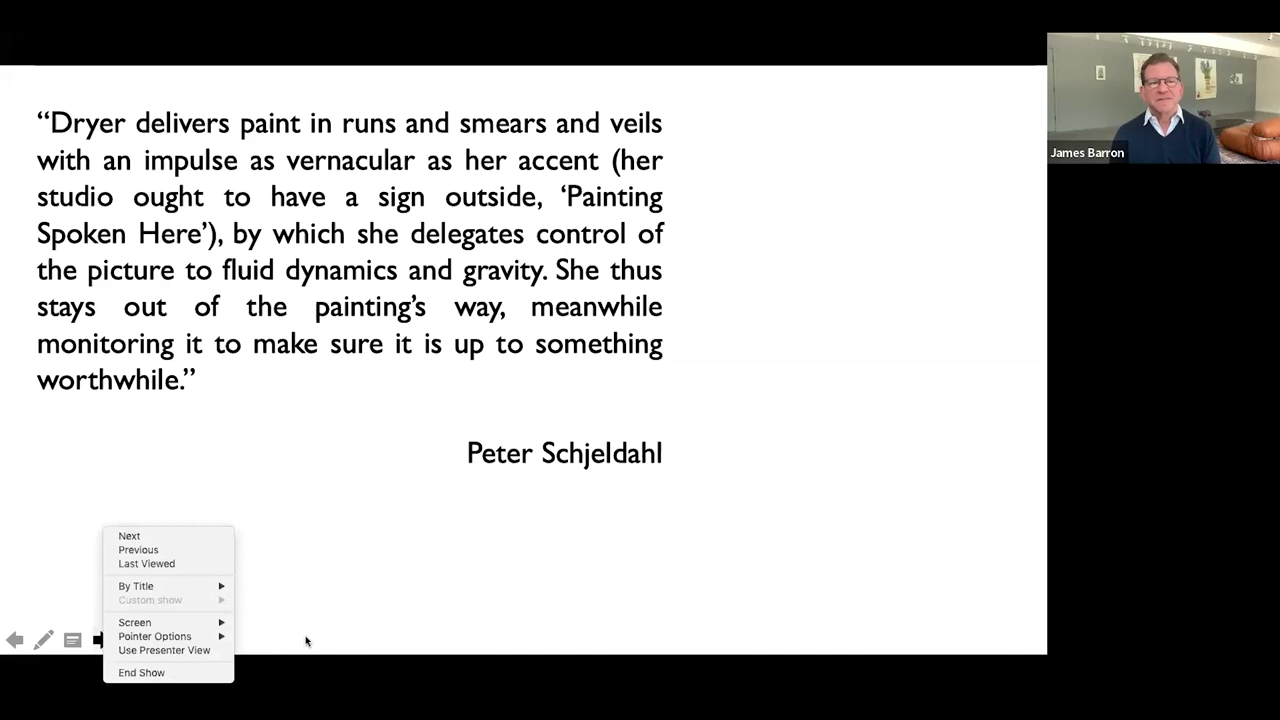 “Dryer delivers paint in runs and smears and veils
with an impulse as vernacular as her accent (her
studio ought to have a sign outside, ‘Painting
Spoken Here’), by which she delegates control of
the picture to fluid dynamics and gravity. She thus
stays out of the painting’s way, meanwhile
monitoring it to make sure it is up to something
worthwhile.”
Peter Schjeldahl
James Barron
Next
Previous
Last Viewed
By Title
Custom show
Screen
Pointer Options
Use Presenter View
End Show